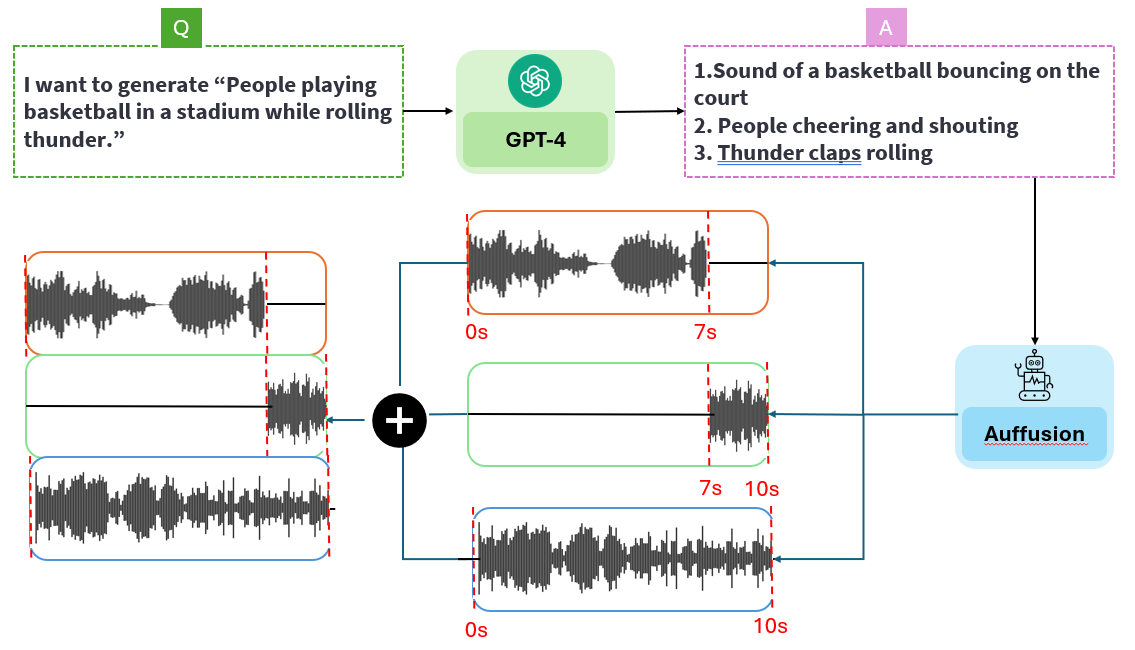 Q
A
I want to generate “People playing
basketball in a stadium while rolling
thunder.”
GPT-4
1.Sound of a basketball bouncing on the
court
2. People cheering and shouting
3. Thunder claps rolling
0s
7s
Auffusion
7s
10s
0s
10s